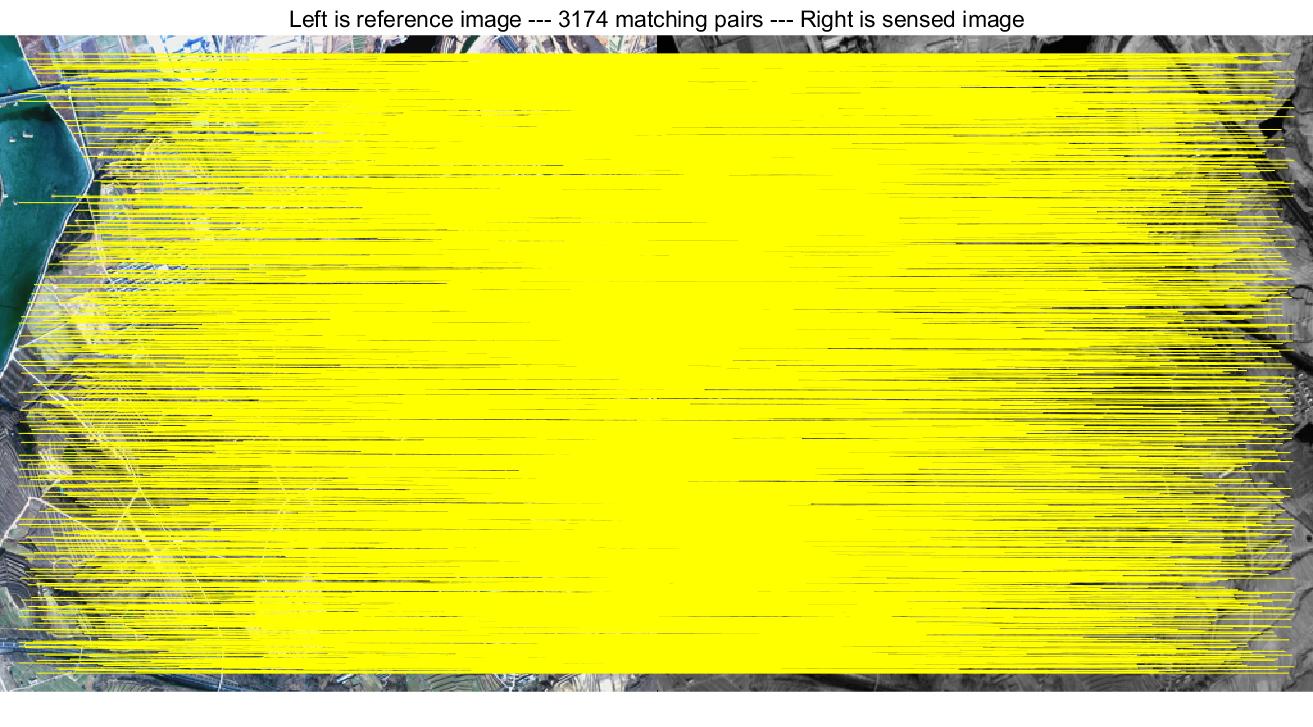 Left is reference image --- 3174 matching pairs --- Right is sensed image